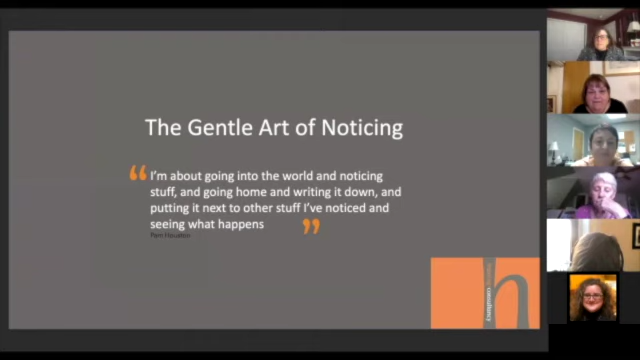 The Gentle Art of Noticing
“ I’m about going into the world and noticing
stuff, and going home and writing it down, and
putting it next to other stuff I’ve noticed and
seeing what happens ”
Pam Houston
h
consultancy